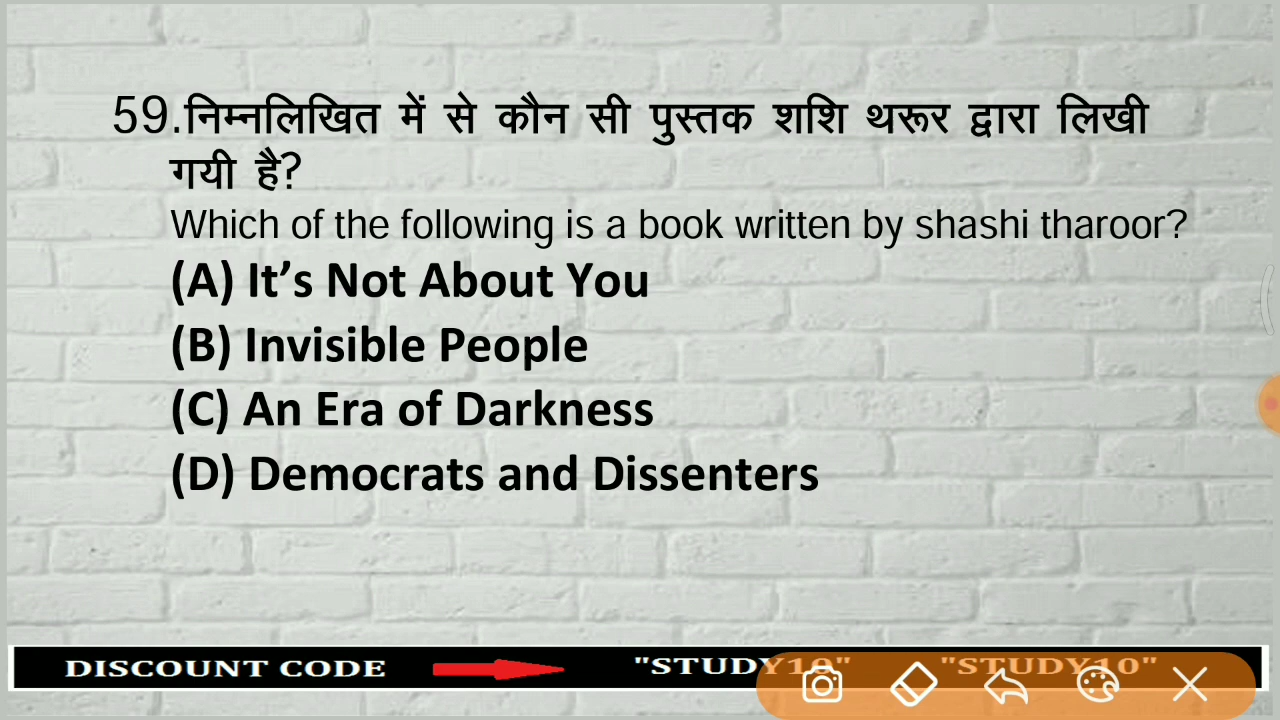 59.निम्नलिखित में से कौन सी पुस्तक शशि थरूर द्वारा लिखी
गयी है?
Which of the following is a book written by shashi tharoor?
(A) It’s Not About You
(B) Invisible People
(C) An Era of Darkness
(D) Democrats and Dissenters
DISCOUNT CODE "STUDY10" "STUDY10"